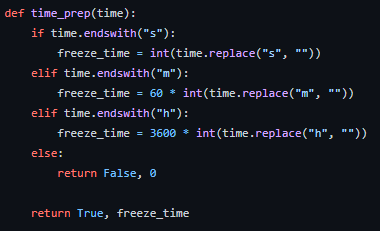 def time_prep(time):
    if time.endswith("s"):
        freeze_time = int(time.replace("s", ""))
    elif time.endswith("m"):
        freeze_time = 60 * int(time.replace("m", ""))
    elif time.endswith("h"):
        freeze_time = 3600 * int(time.replace("h", ""))
    else:
        return False, 0

    return True, freeze_time